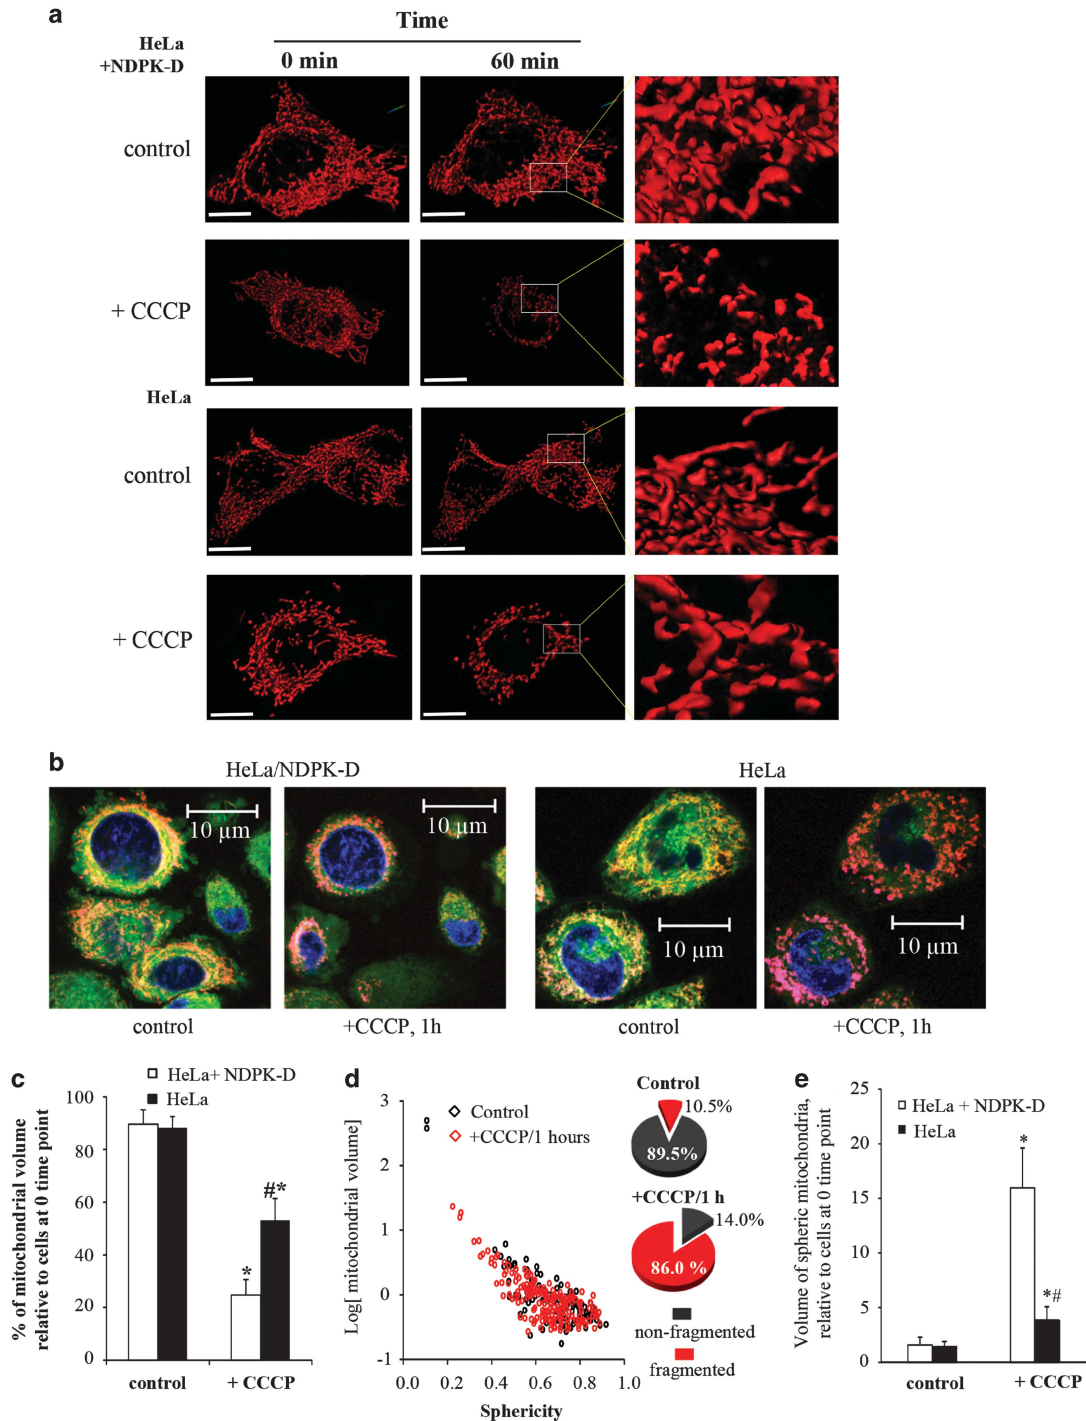 a
Time
HeLa
+NDPK-D
0 min
60 min
control
+ CCCP
HeLa
control
+ CCCP
b
HeLa/NDPK-D
HeLa
10 µm
10 µm
10 µm
10 µm
control
+CCCP, 1h
control
+CCCP, 1h
c
HeLa+ NDPK-D
HeLa
% of mitochondrial volume
relative to cells at 0 time point
100
80
60
40
20
0
*
#*
control
+ CCCP
d
Log[ mitochondrial volume]
3
2
1
0
-1
Control
+CCCP/1 hours
0.0
0.2
0.4
0.6
0.8
1.0
Sphericity
Control
10.5%
89.5%
+CCCP/1 h
14.0%
86.0 %
non-fragmented
fragmented
e
Volume of spheric mitochondria,
relative to cells at 0 time point
25
20
15
10
5
0
HeLa + NDPK-D
HeLa
*
*#
control
+ CCCP